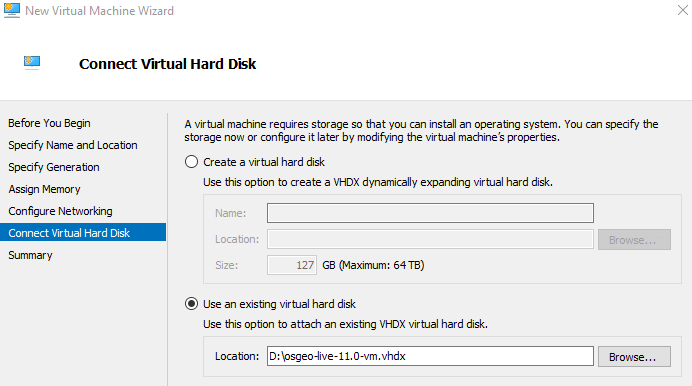 New Virtual Machine Wizard
Connect Virtual Hard Disk
Before You Begin
Specify Name and Location
Specify Generation
Assign Memory
Configure Networking
Connect Virtual Hard Disk
Summary
A virtual machine requires storage so that you can install an operating system. You can specify the
storage now or configure it later by modifying the virtual machine's properties.
Create a virtual hard disk
Use this option to create a VHDX dynamically expanding virtual hard disk.
Name:
Location: Browse...
Size: 127 GB (Maximum: 64 TB)
Use an existing virtual hard disk
Use this option to attach an existing VHDX virtual hard disk.
Location: D:\osgeo-live-11.0-vm.vhdx Browse...